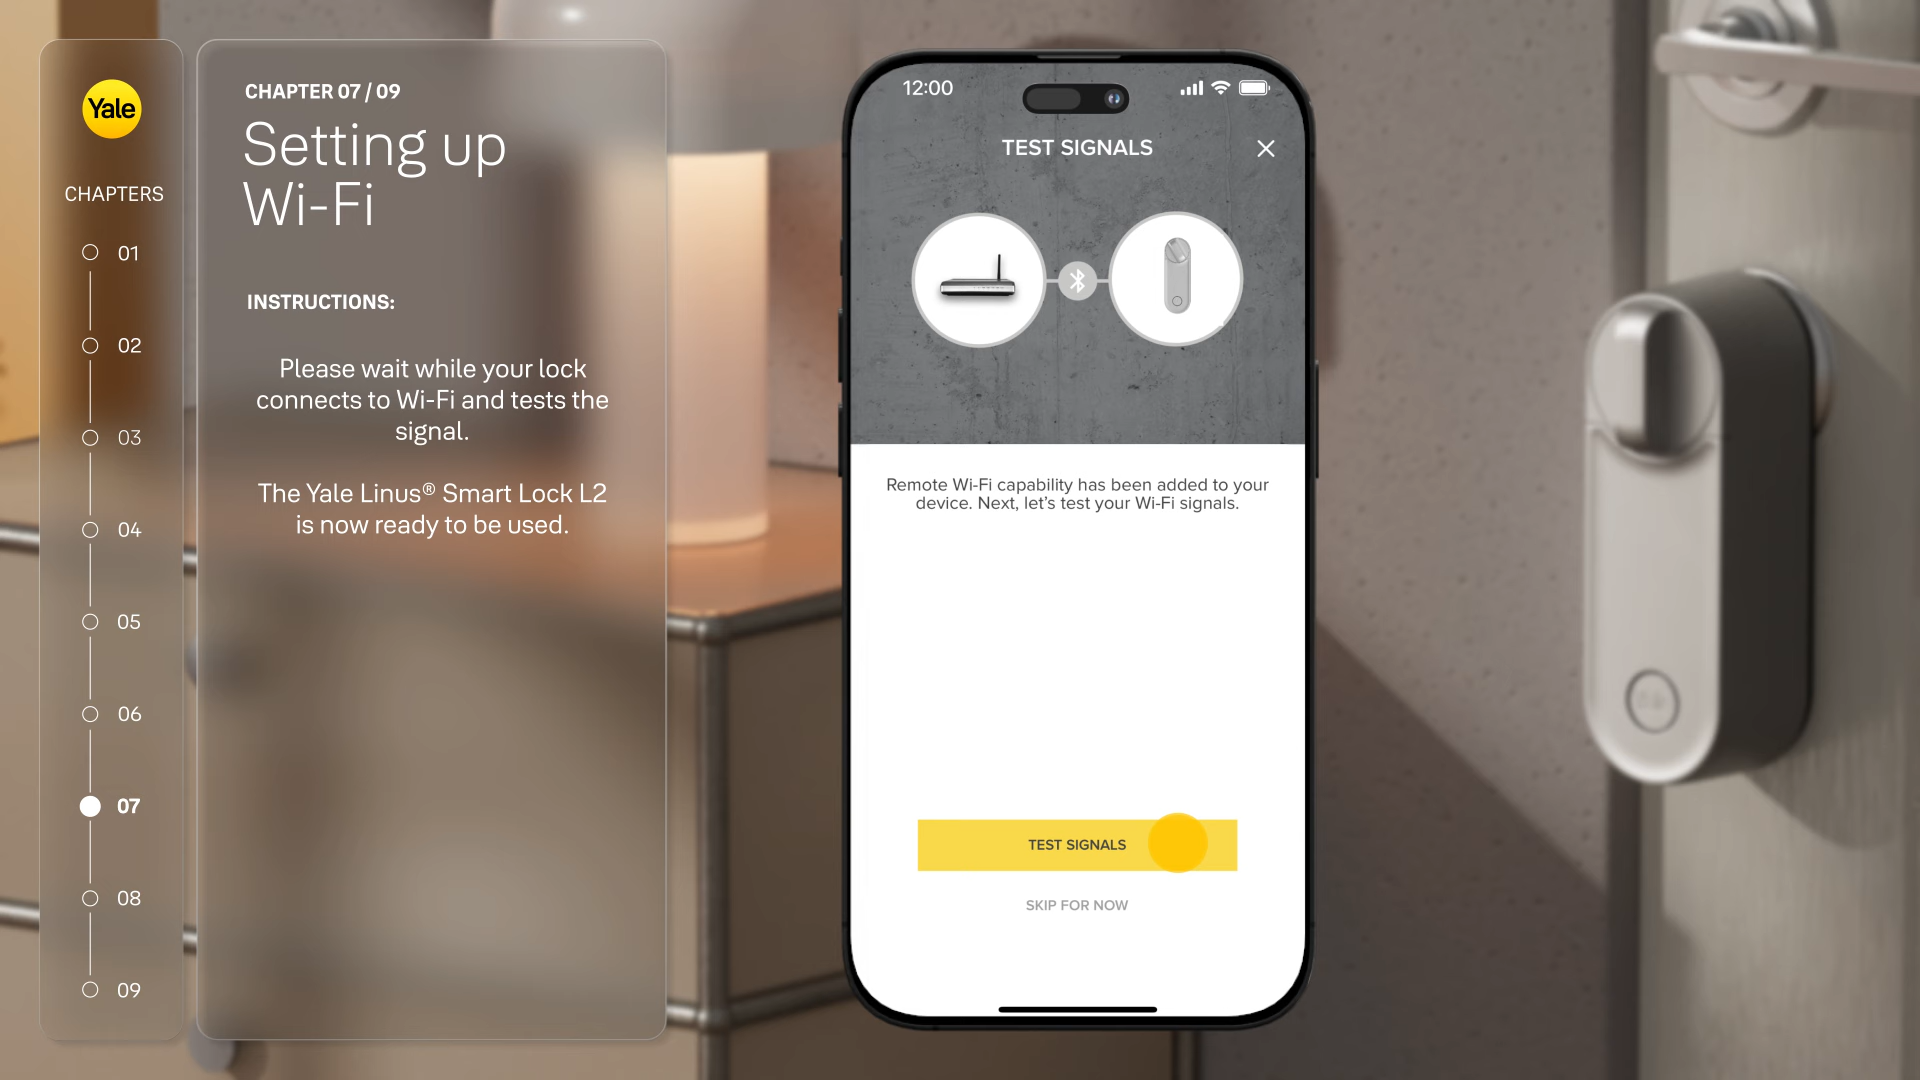 Yale
CHAPTERS
01
02
03
04
05
06
07
08
09
CHAPTER 07 / 09
Setting up
Wi-Fi
INSTRUCTIONS:
Please wait while your lock
connects to Wi-Fi and tests the
signal.
The Yale Linus® Smart Lock L2
is now ready to be used.
12:00
TEST SIGNALS
Remote Wi-Fi capability has been added to your
device. Next, let's test your Wi-Fi signals.
TEST SIGNALS
SKIP FOR NOW